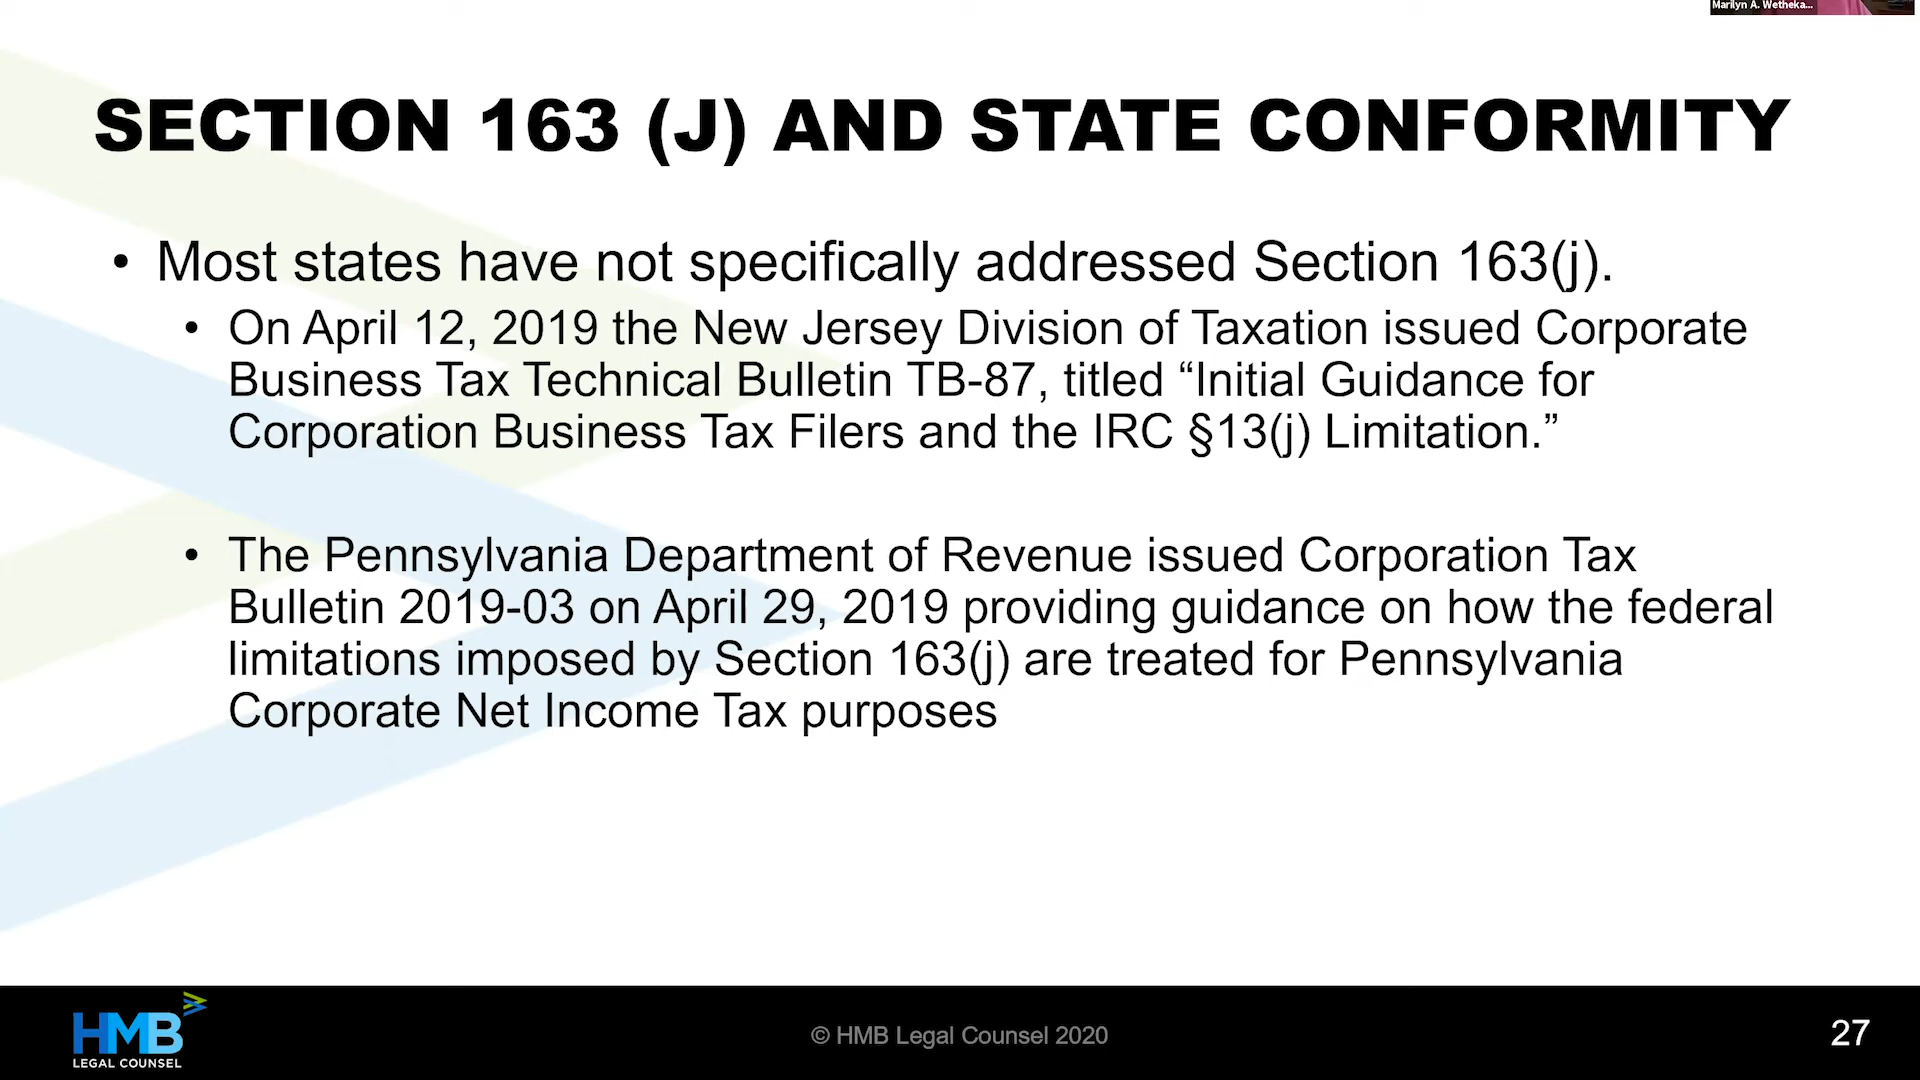 Marilyn A. Wetheka...
SECTION 163 (J) AND STATE CONFORMITY
• Most states have not specifically addressed Section 163(j).
• On April 12, 2019 the New Jersey Division of Taxation issued Corporate
Business Tax Technical Bulletin TB-87, titled “Initial Guidance for
Corporation Business Tax Filers and the IRC §13(j) Limitation.”
• The Pennsylvania Department of Revenue issued Corporation Tax
Bulletin 2019-03 on April 29, 2019 providing guidance on how the federal
limitations imposed by Section 163(j) are treated for Pennsylvania
Corporate Net Income Tax purposes
HMB
LEGAL COUNSEL
© HMB Legal Counsel 2020
27